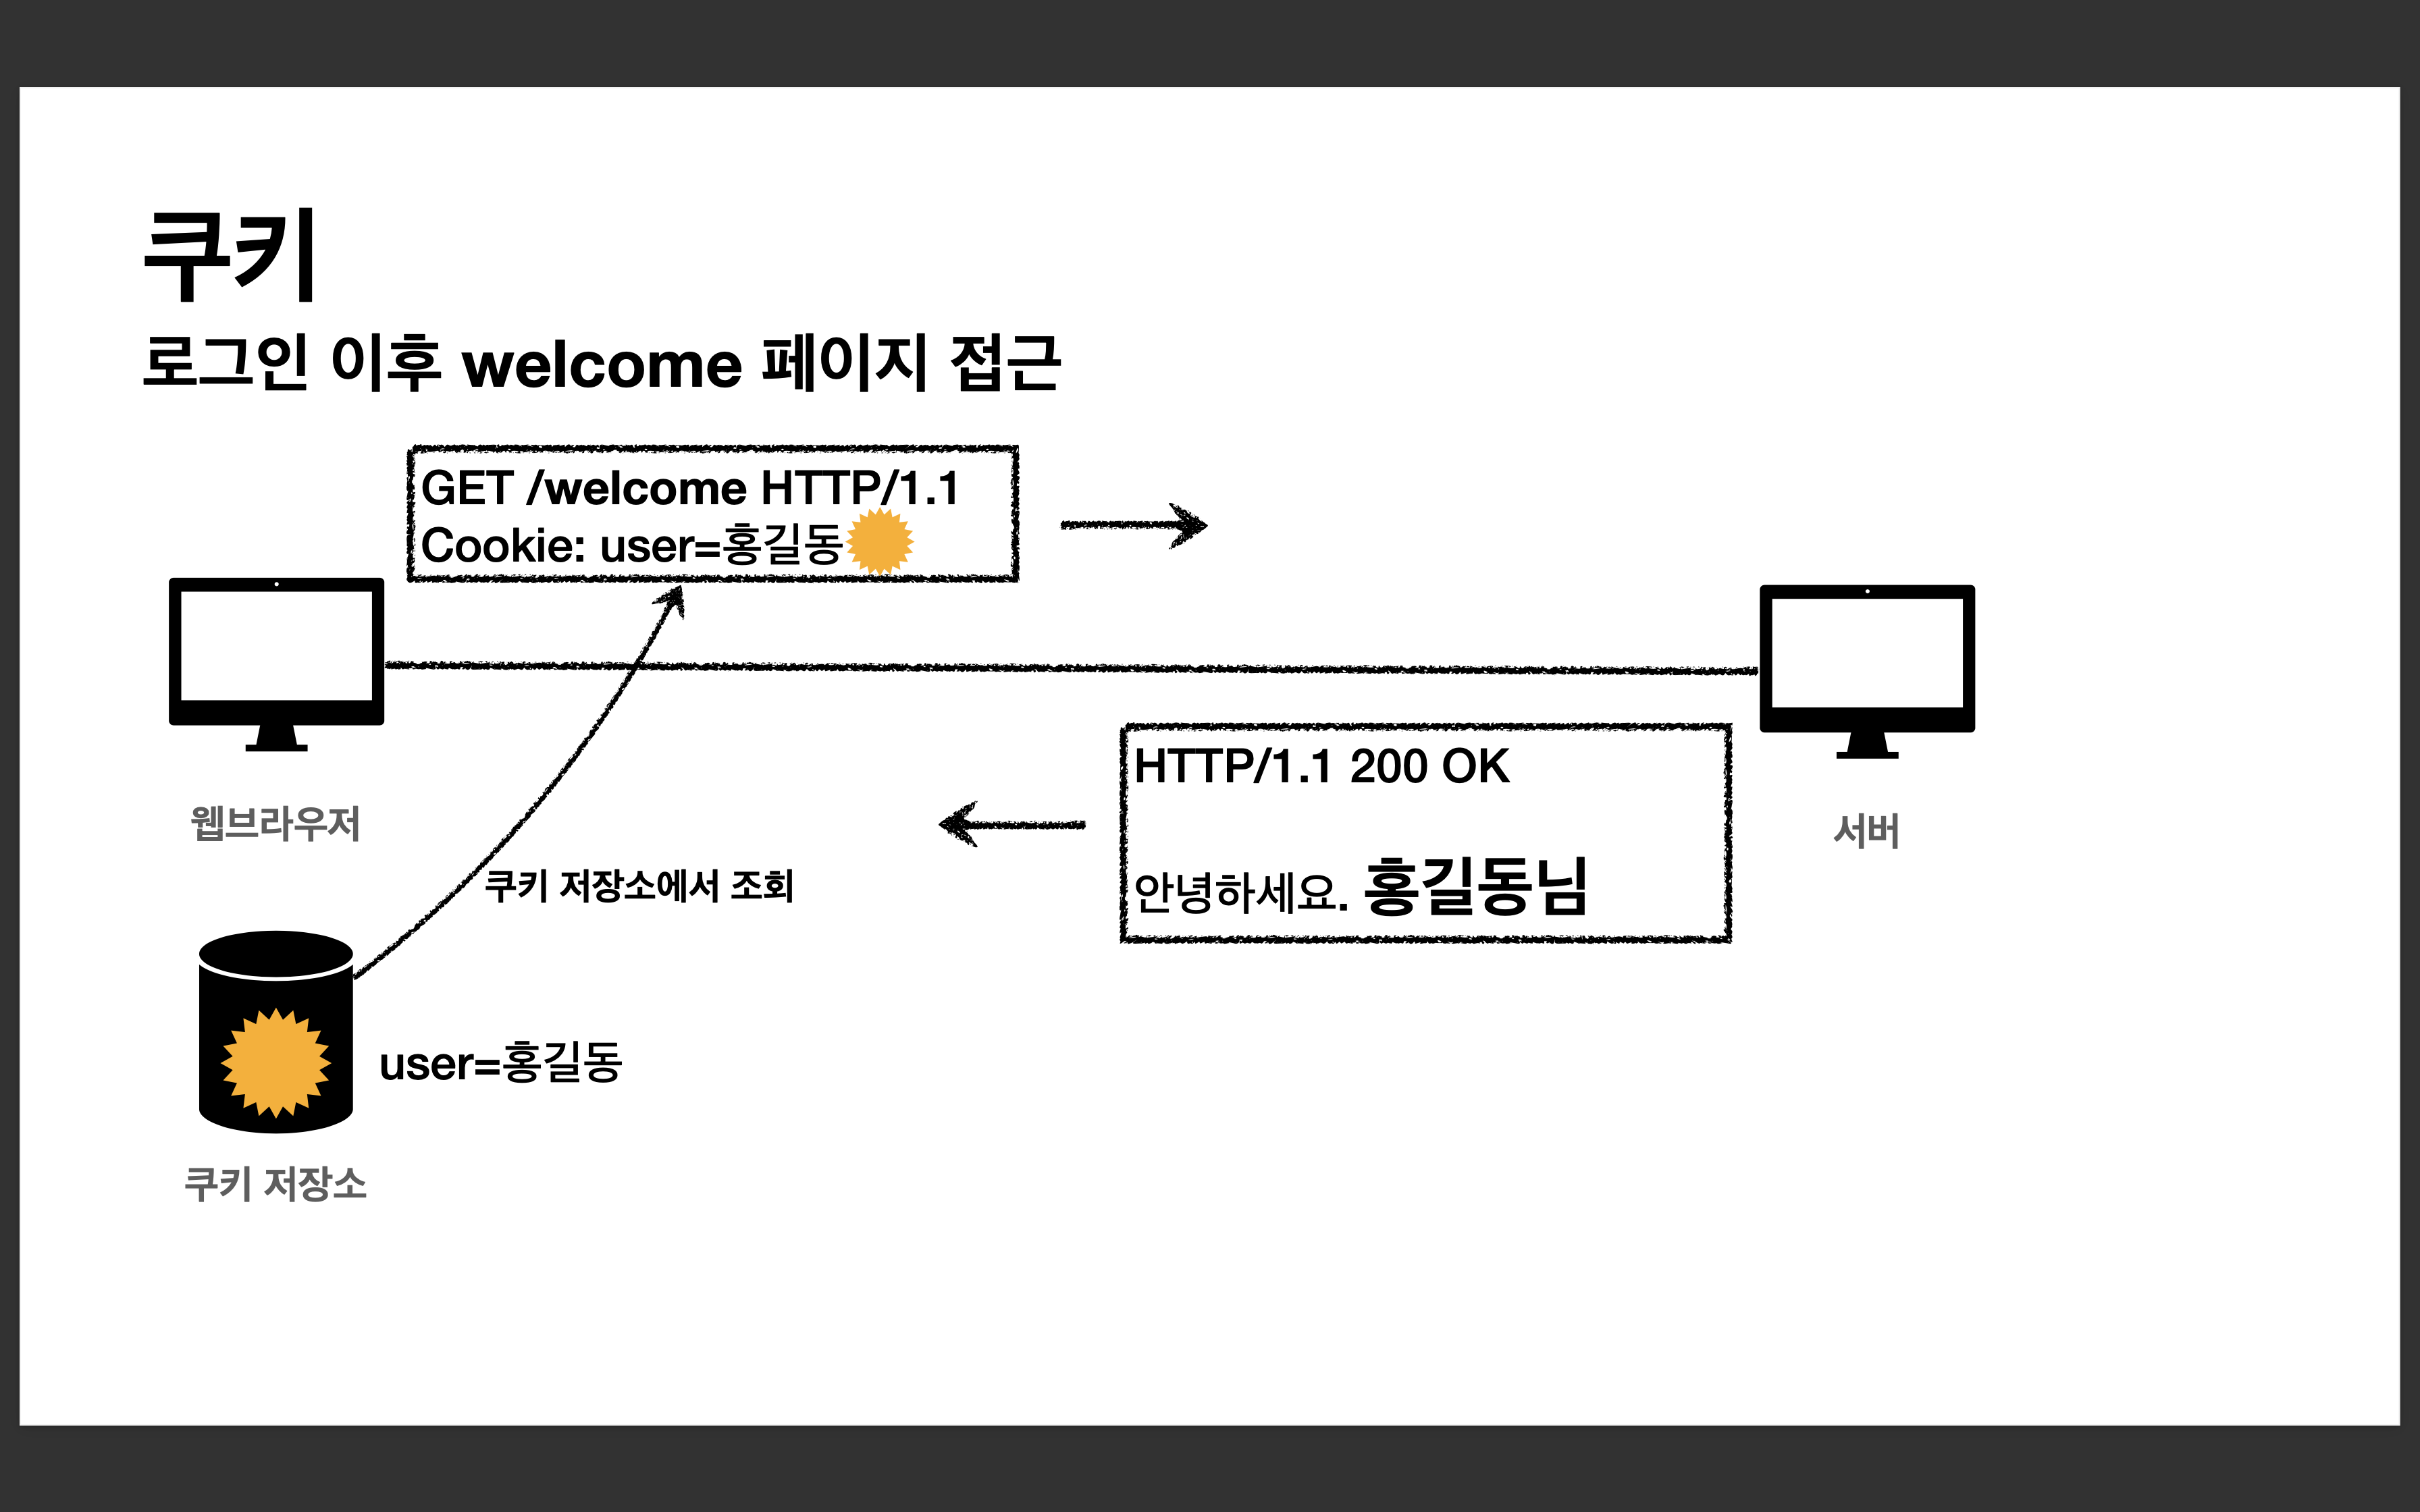 쿠키
로그인 이후 welcome 페이지 접근
GET /welcome HTTP/1.1
Cookie: user=홍길동
웹브라우저
서버
HTTP/1.1 200 OK
안녕하세요. 홍길동님
쿠키 저장소에서 조회
user=홍길동
쿠키 저장소